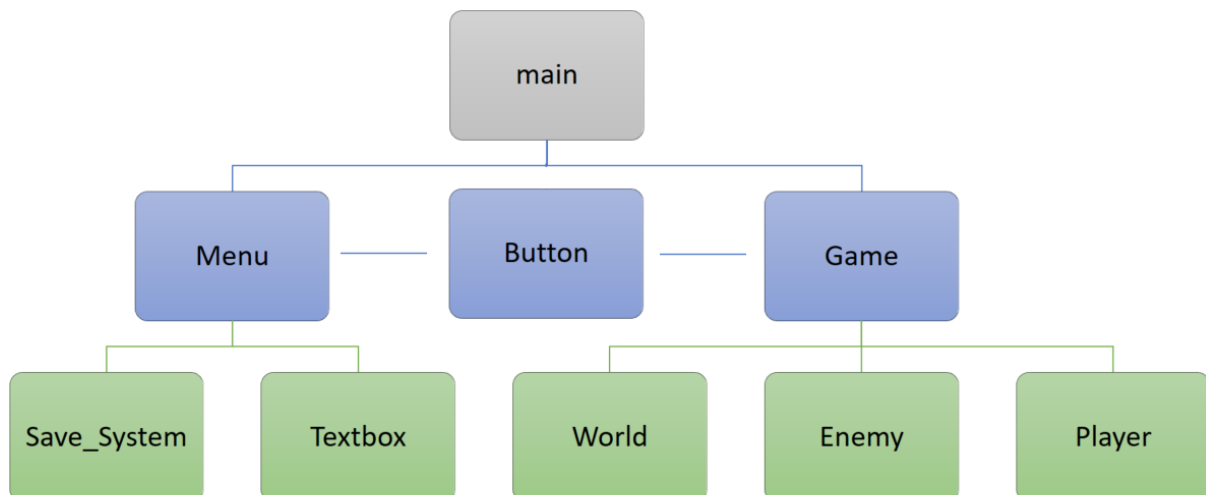 main
Menu
Button
Game
Save_System
Textbox
World
Enemy
Player